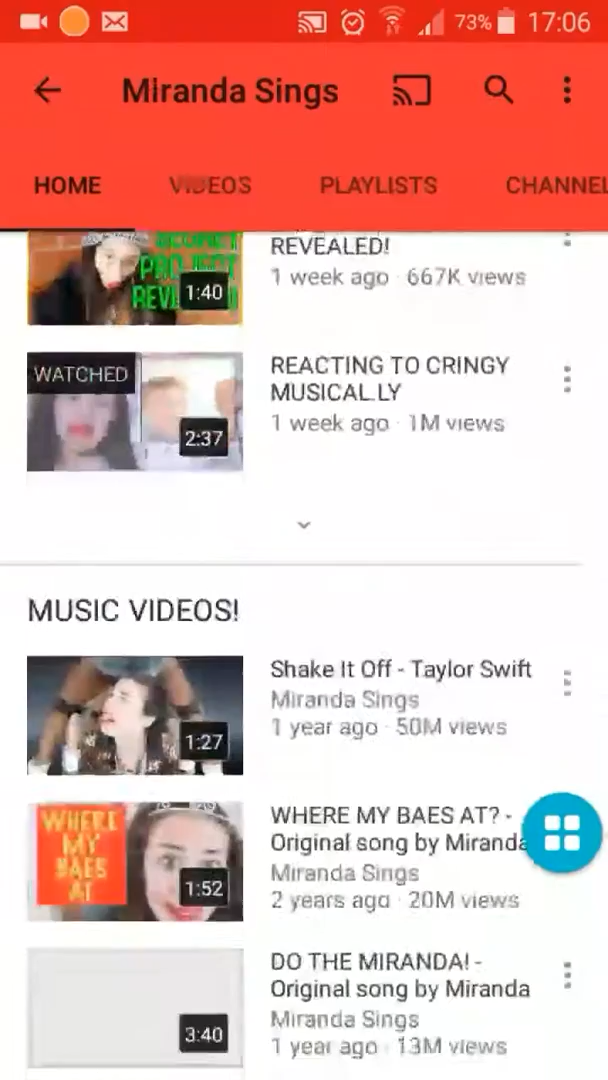 73% 17:06
Miranda Sings
HOME VIDEOS PLAYLISTS CHANNEL
REVEALED!
1 week ago · 667K views
1:40
WATCHED
REACTING TO CRINGY
MUSICAL.LY
1 week ago · 1M views
2:37
MUSIC VIDEOS!
Shake It Off - Taylor Swift
Miranda Sings
1 year ago · 50M views
1:27
WHERE
MY
BAES
AT
WHERE MY BAES AT? -
Original song by Miranda
Miranda Sings
2 years ago · 20M views
1:52
DO THE MIRANDA! -
Original song by Miranda
Miranda Sings
1 year ago · 13M views
3:40